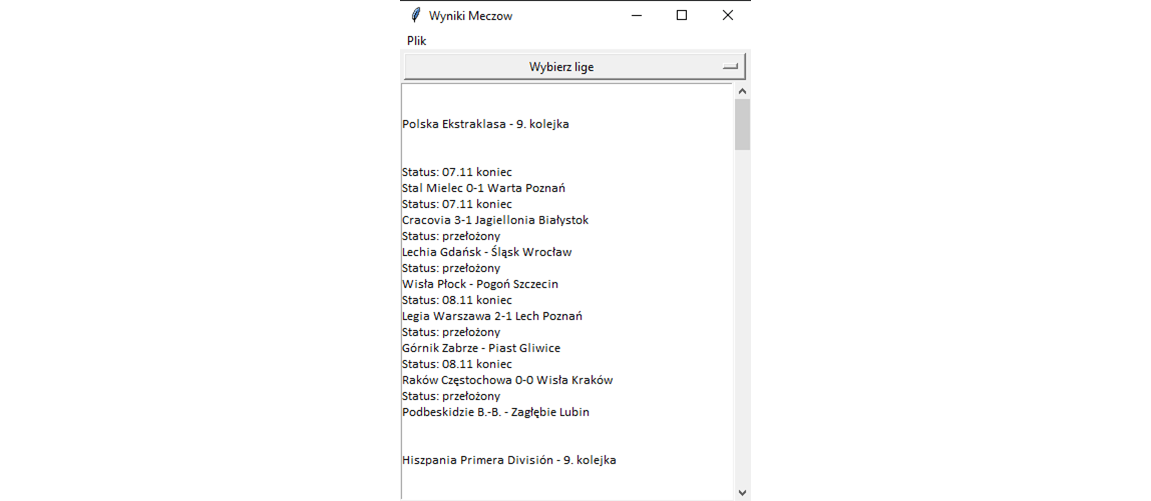 Wyniki Meczow
Plik
Wybierz lige
Polska Ekstraklasa - 9. kolejka
Status: 07.11 koniec
Stal Mielec 0-1 Warta Poznań
Status: 07.11 koniec
Cracovia 3-1 Jagiellonia Białystok
Status: przełożony
Lechia Gdańsk - Śląsk Wrocław
Status: przełożony
Wisła Płock - Pogoń Szczecin
Status: 08.11 koniec
Legia Warszawa 2-1 Lech Poznań
Status: przełożony
Górnik Zabrze - Piast Gliwice
Status: 08.11 koniec
Raków Częstochowa 0-0 Wisła Kraków
Status: przełożony
Podbeskidzie B.-B. - Zagłębie Lubin
Hiszpania Primera División - 9. kolejka